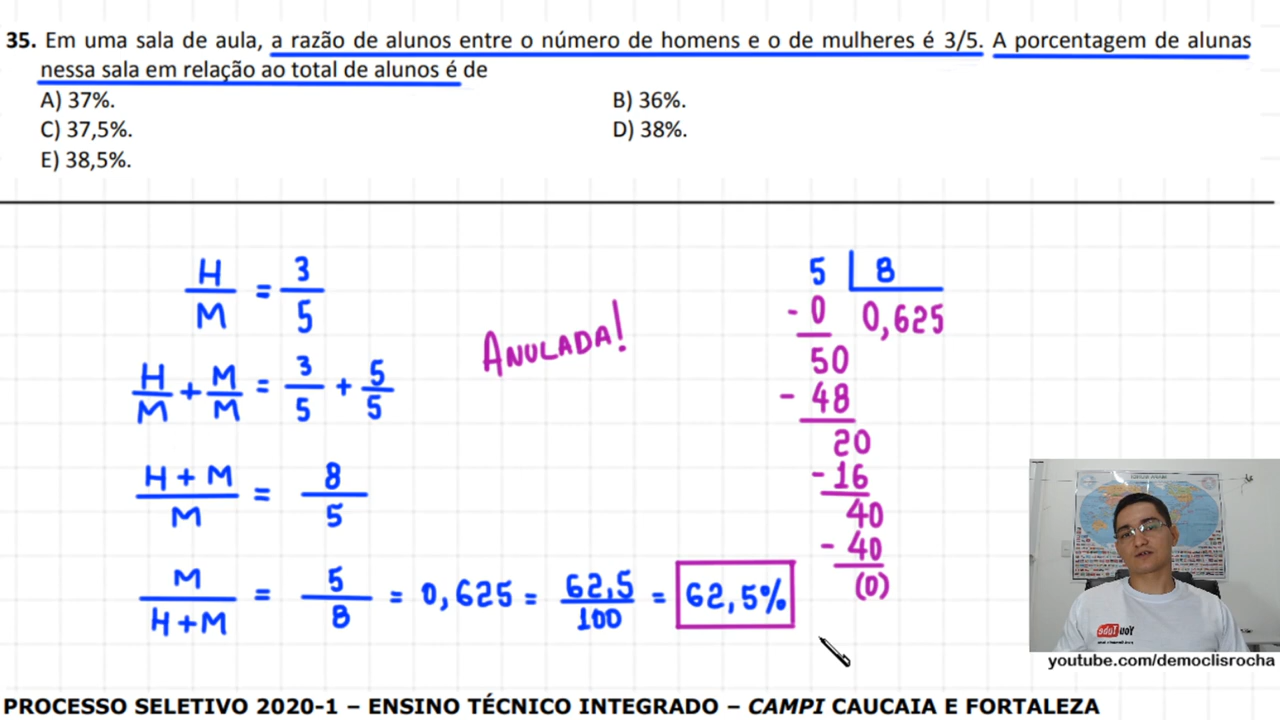 35. Em uma sala de aula, a razão de alunos entre o número de homens e o de mulheres é 3/5. A porcentagem de alunas
nessa sala em relação ao total de alunos é de
A) 37%.
B) 36%.
C) 37,5%.
D) 38%.
E) 38,5%.
H/M = 3/5
H/M + M/M = 3/5 + 5/5
H + M/M = 8/5
M/H+M = 5/8 = 0,625 = 62,5/100 = 62,5%
ANULADA!
5 | 8
- 0 0,625
50
- 48
20
- 16
40
- 40
(0)
YouTube
youtube.com/democlisrocha
PROCESSO SELETIVO 2020-1 – ENSINO TÉCNICO INTEGRADO – CAMPI CAUCAIA E FORTALEZA